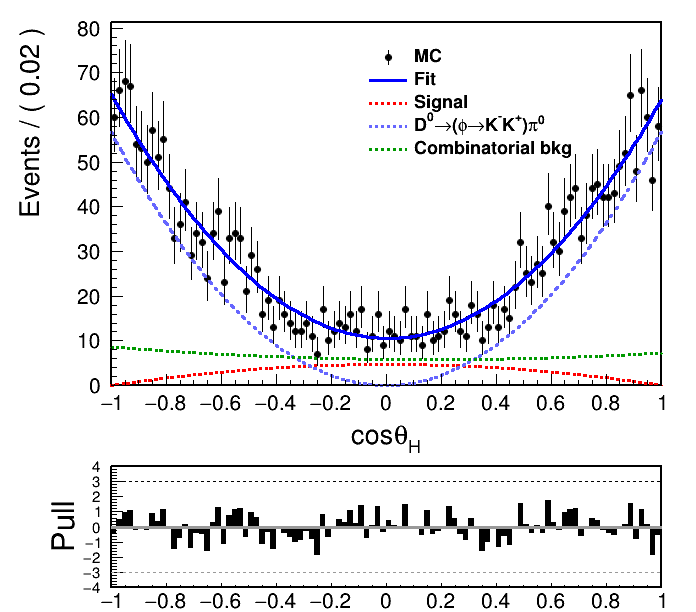 Events / ( 0.02 )
80
70
60
50
40
30
20
10
0
MC
Fit
Signal
D⁰→(φ→K⁻K⁺)π⁰
Combinatorial bkg
−1 −0.8 −0.6 −0.4 −0.2 0 0.2 0.4 0.6 0.8 1
cosθ_H
Pull
4
3
2
1
0
−1
−2
−3
−4
−1 −0.8 −0.6 −0.4 −0.2 0 0.2 0.4 0.6 0.8 1